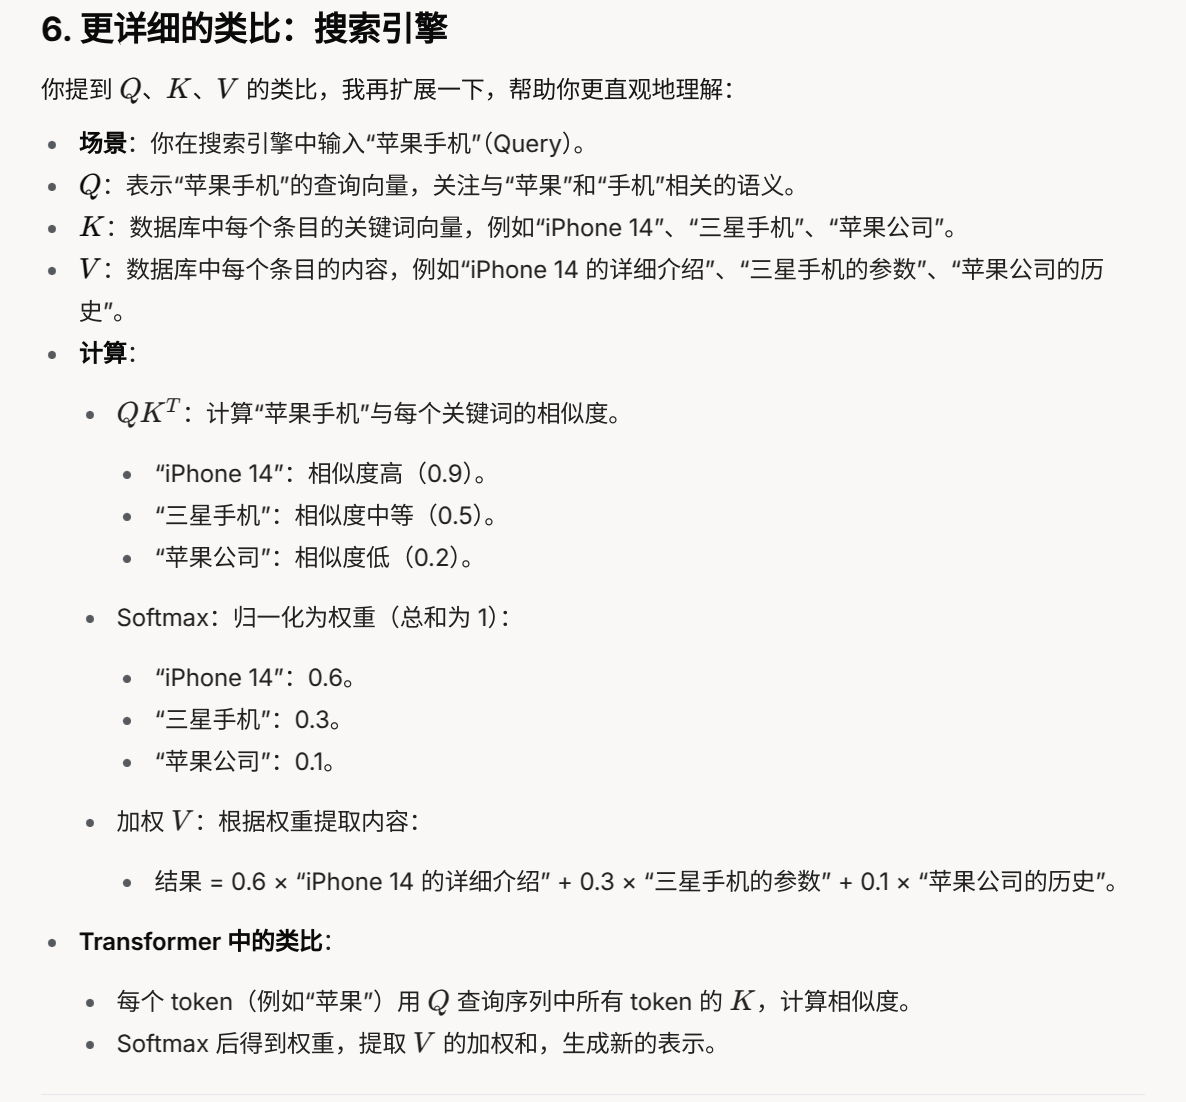 6. 更详细的类比：搜索引擎
你提到 Q、K、V 的类比，我再扩展一下，帮助你更直观地理解：
场景：你在搜索引擎中输入“苹果手机”（Query）。
Q：表示“苹果手机”的查询向量，关注与“苹果”和“手机”相关的语义。
K：数据库中每个条目的关键词向量，例如“iPhone 14”、“三星手机”、“苹果公司”。
V：数据库中每个条目的内容，例如“iPhone 14 的详细介绍”、“三星手机的参数”、“苹果公司的历
史”。
计算：
QK^T：计算“苹果手机”与每个关键词的相似度。
“iPhone 14”：相似度高（0.9）。
“三星手机”：相似度中等（0.5）。
“苹果公司”：相似度低（0.2）。
Softmax：归一化为权重（总和为 1）：
“iPhone 14”：0.6。
“三星手机”：0.3。
“苹果公司”：0.1。
加权 V：根据权重提取内容：
结果 = 0.6 × “iPhone 14 的详细介绍” + 0.3 × “三星手机的参数” + 0.1 × “苹果公司的历史”。
Transformer 中的类比：
每个 token（例如“苹果”）用 Q 查询序列中所有 token 的 K，计算相似度。
Softmax 后得到权重，提取 V 的加权和，生成新的表示。